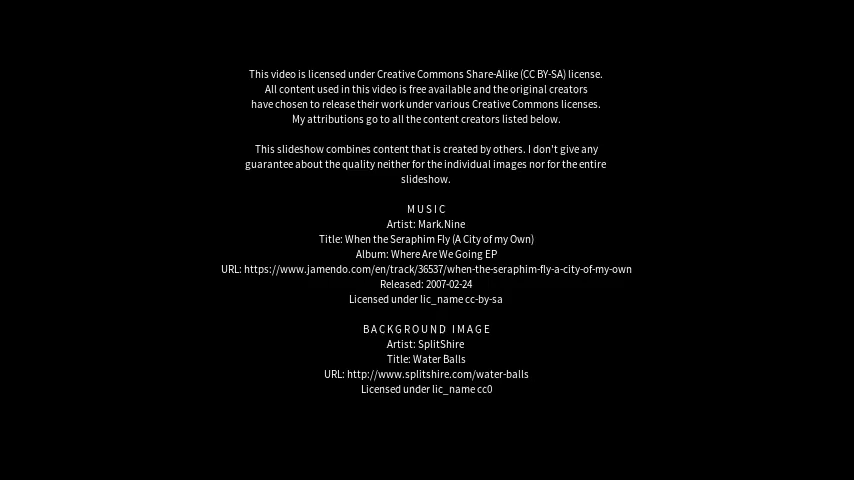 This video is licensed under Creative Commons Share-Alike (CC BY-SA) license.
All content used in this video is free available and the original creators
have chosen to release their work under various Creative Commons licenses.
My attributions go to all the content creators listed below.
This slideshow combines content that is created by others. I don't give any
guarantee about the quality neither for the individual images nor for the entire
slideshow.
MUSIC
Artist: Mark.Nine
Title: When the Seraphim Fly (A City of my Own)
Album: Where Are We Going EP
URL: https://www.jamendo.com/en/track/36537/when-the-seraphim-fly-a-city-of-my-own
Released: 2007-02-24
Licensed under lic_name cc-by-sa
BACKGROUND IMAGE
Artist: SplitShire
Title: Water Balls
URL: http://www.splitshire.com/water-balls
Licensed under lic_name cc0